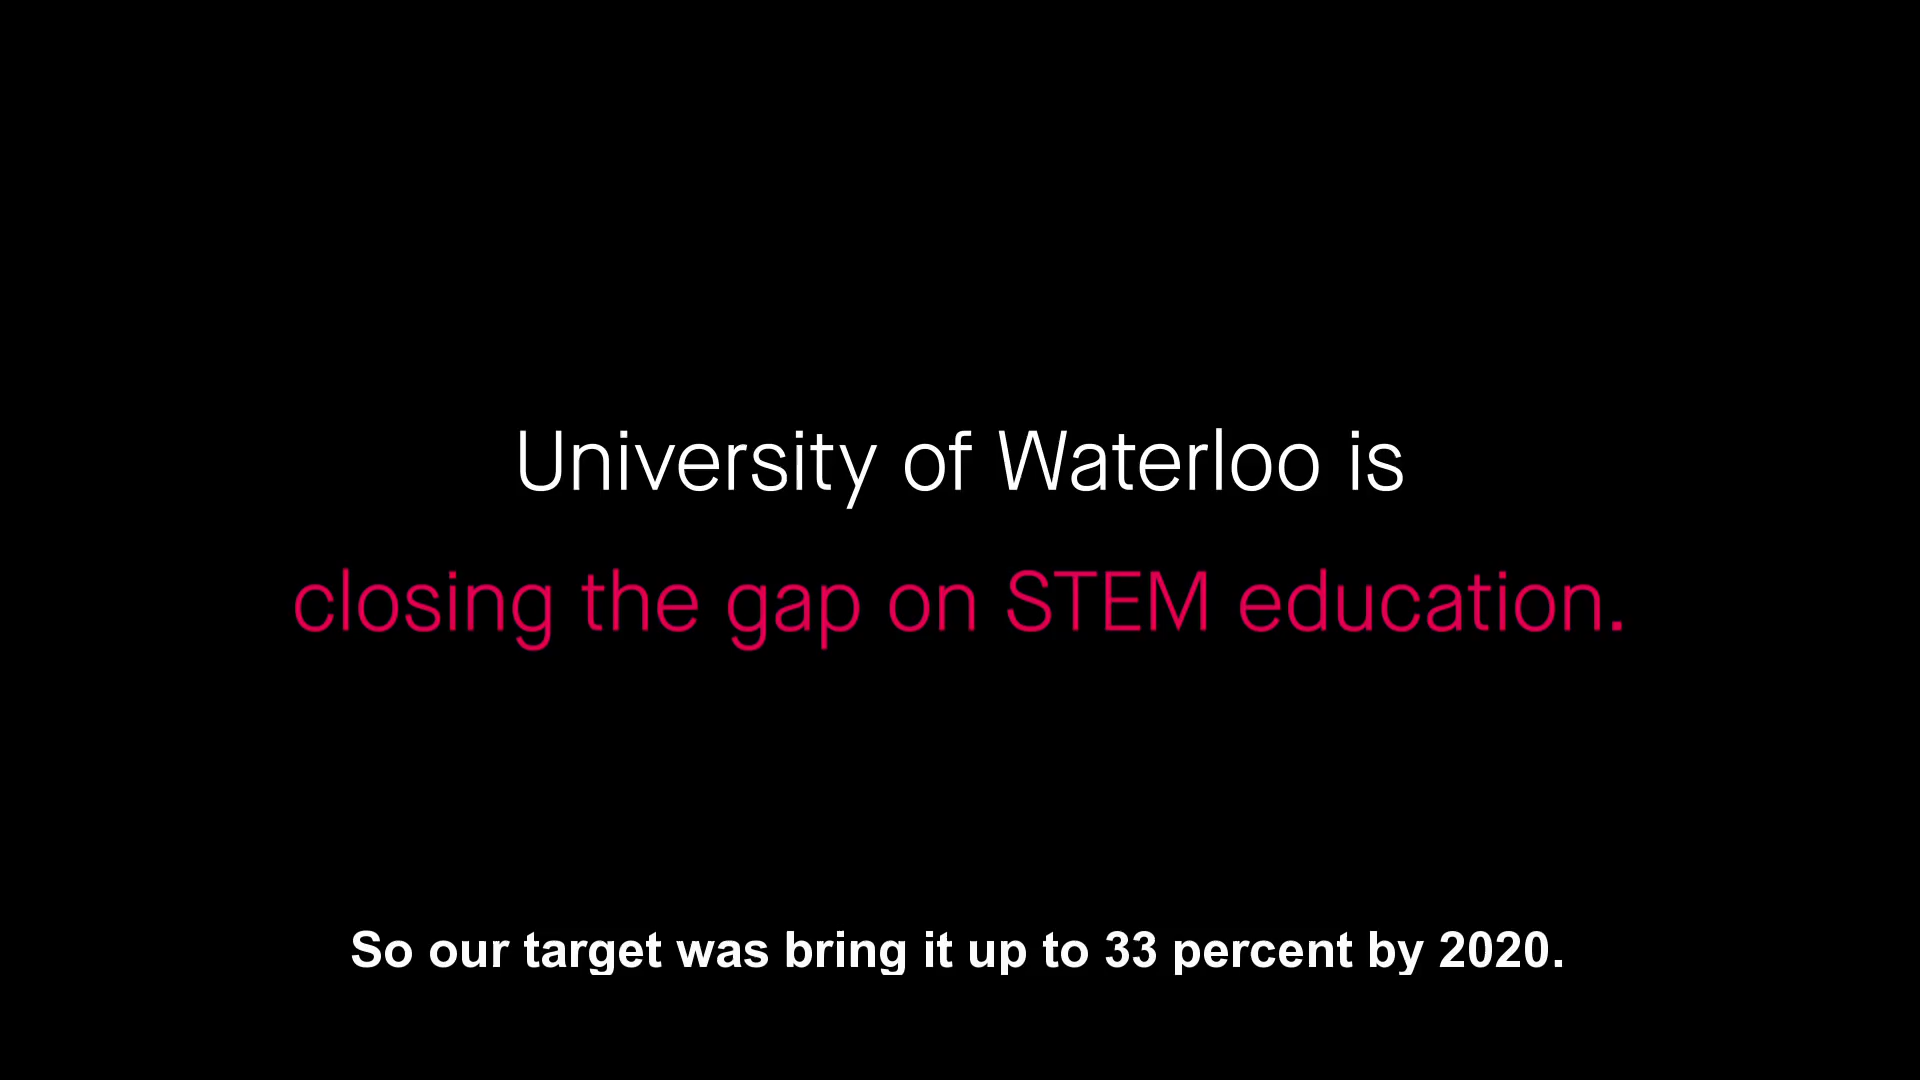 University of Waterloo is
closing the gap on STEM education.
So our target was bring it up to 33 percent by 2020.